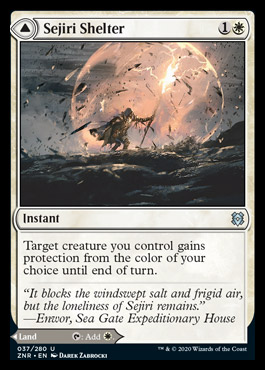 Sejiri Shelter 1
Instant
Target creature you control gains
protection from the color of your
choice until end of turn.
“It blocks the windswept salt and frigid air,
but the loneliness of Sejiri remains.”
—Enwor, Sea Gate Expeditionary House
Land Add
037/280 U
ZNR • EN Darek Zabrocki
™ & © 2020 Wizards of the Coast